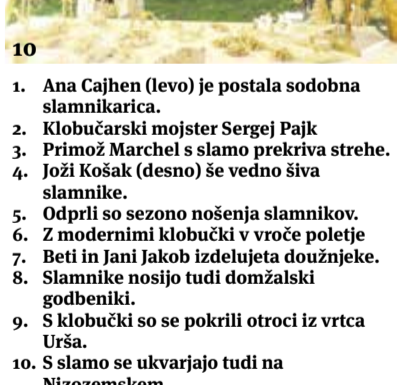 10
1. Ana Cajhen (levo) je postala sodobna
slamnikarica.
2. Klobučarski mojster Sergej Pajk
3. Primož Marchel s slamo prekriva strehe.
4. Joži Košak (desno) še vedno šiva
slamnike.
5. Odprli so sezono nošenja slamnikov.
6. Z modernimi klobučki v vroče poletje
7. Beti in Jani Jakob izdelujeta doužnjeke.
8. Slamnike nosijo tudi domžalski
godbeniki.
9. S klobučki so se pokrili otroci iz vrtca
Urša.
10. S slamo se ukvarjajo tudi na
Nizozemskem